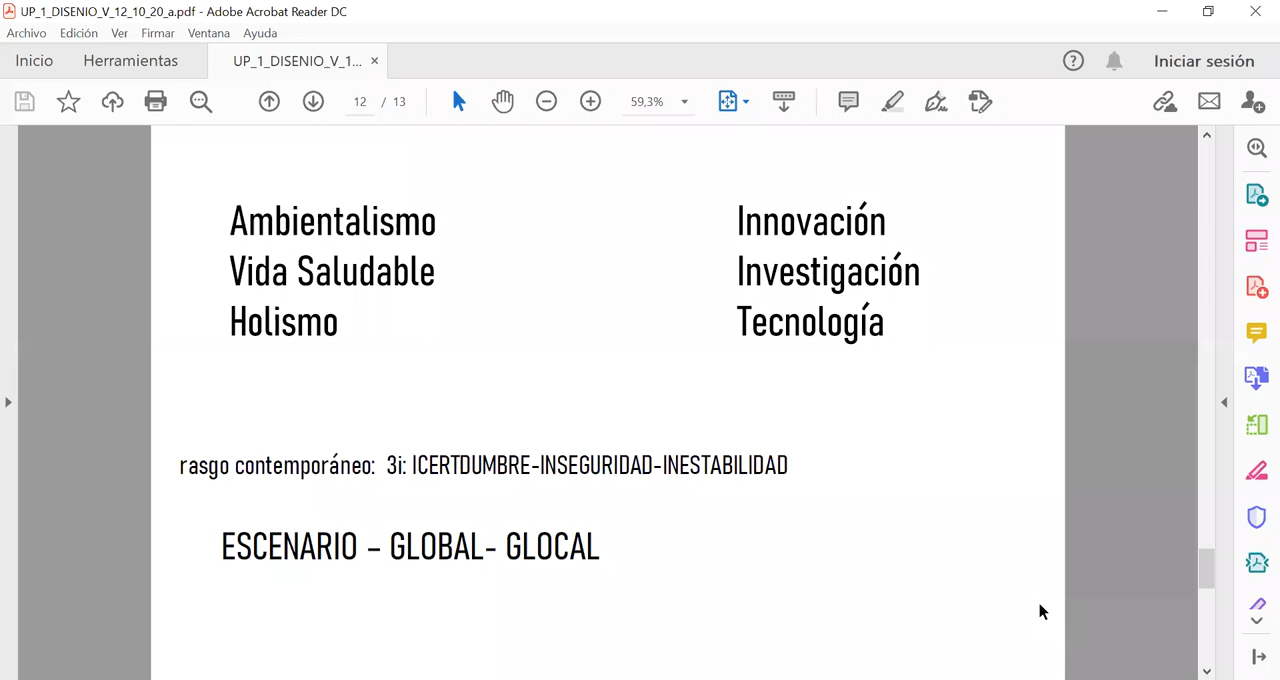 UP_1_DISENIO_V_12_10_20_a.pdf - Adobe Acrobat Reader DC
Archivo Edición Ver Firmar Ventana Ayuda
Inicio Herramientas UP_1_DISENIO_V_1... × Iniciar sesión
12 / 13 59,3%
Ambientalismo
Vida Saludable
Holismo
Innovación
Investigación
Tecnología
rasgo contemporáneo: 3i: ICERTDUMBRE-INSEGURIDAD-INESTABILIDAD
ESCENARIO – GLOBAL- GLOCAL